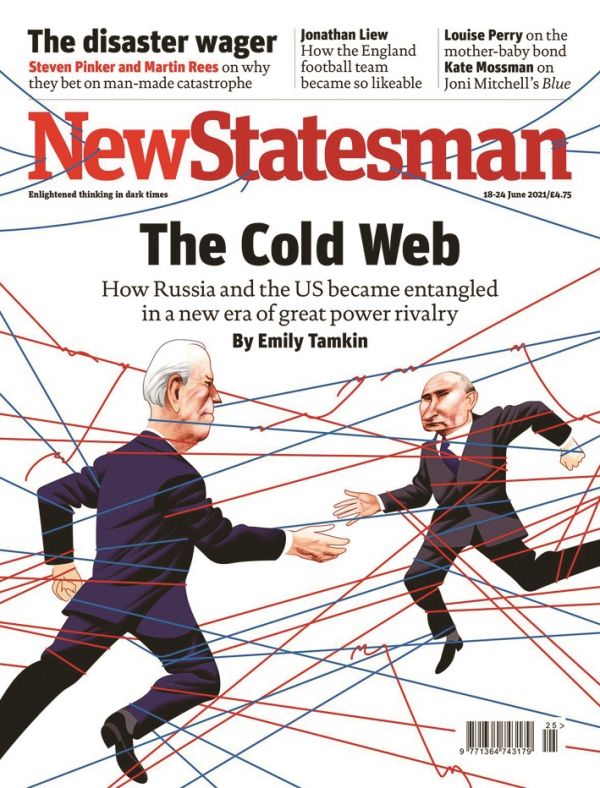 The disaster wager
Steven Pinker and Martin Rees on why
they bet on man-made catastrophe
Jonathan Liew
How the England
football team
became so likeable
Louise Perry on the
mother-baby bond
Kate Mossman on
Joni Mitchell's Blue
NewStatesman
Enlightened thinking in dark times
18-24 June 2021/£4.75
The Cold Web
How Russia and the US became entangled
in a new era of great power rivalry
By Emily Tamkin
25>
9 771364 743179